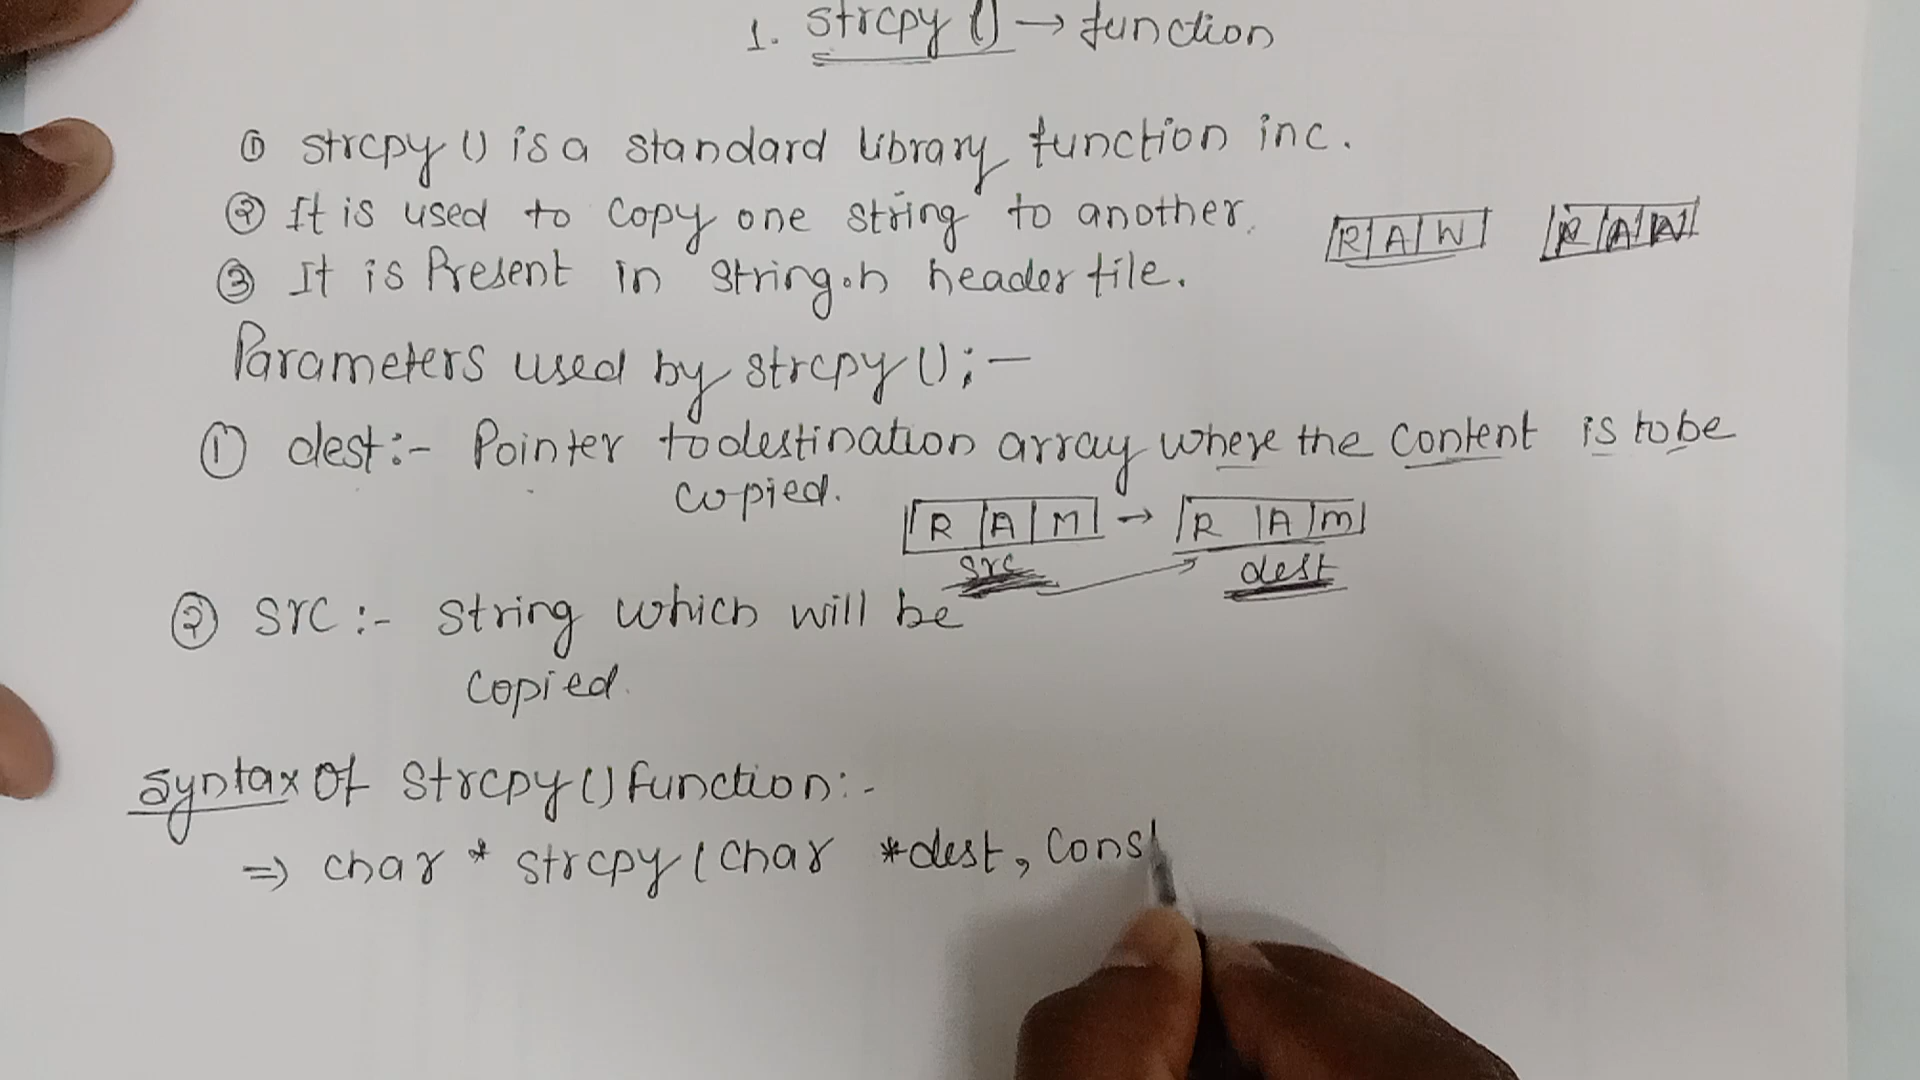 1. strcpy () → function
① strcpy () is a standard library function in c.
② It is used to copy one string to another.
R A W R A W
③ It is Present in string.h header file.
Parameters used by strcpy ();-
① dest:- Pointer to destination array where the content is to be
copied.
R A M → R A M
src dest
② src :- string which will be
copied.
Syntax Of Strcpy () function:-
=> char * strcpy ( char *dest, Const